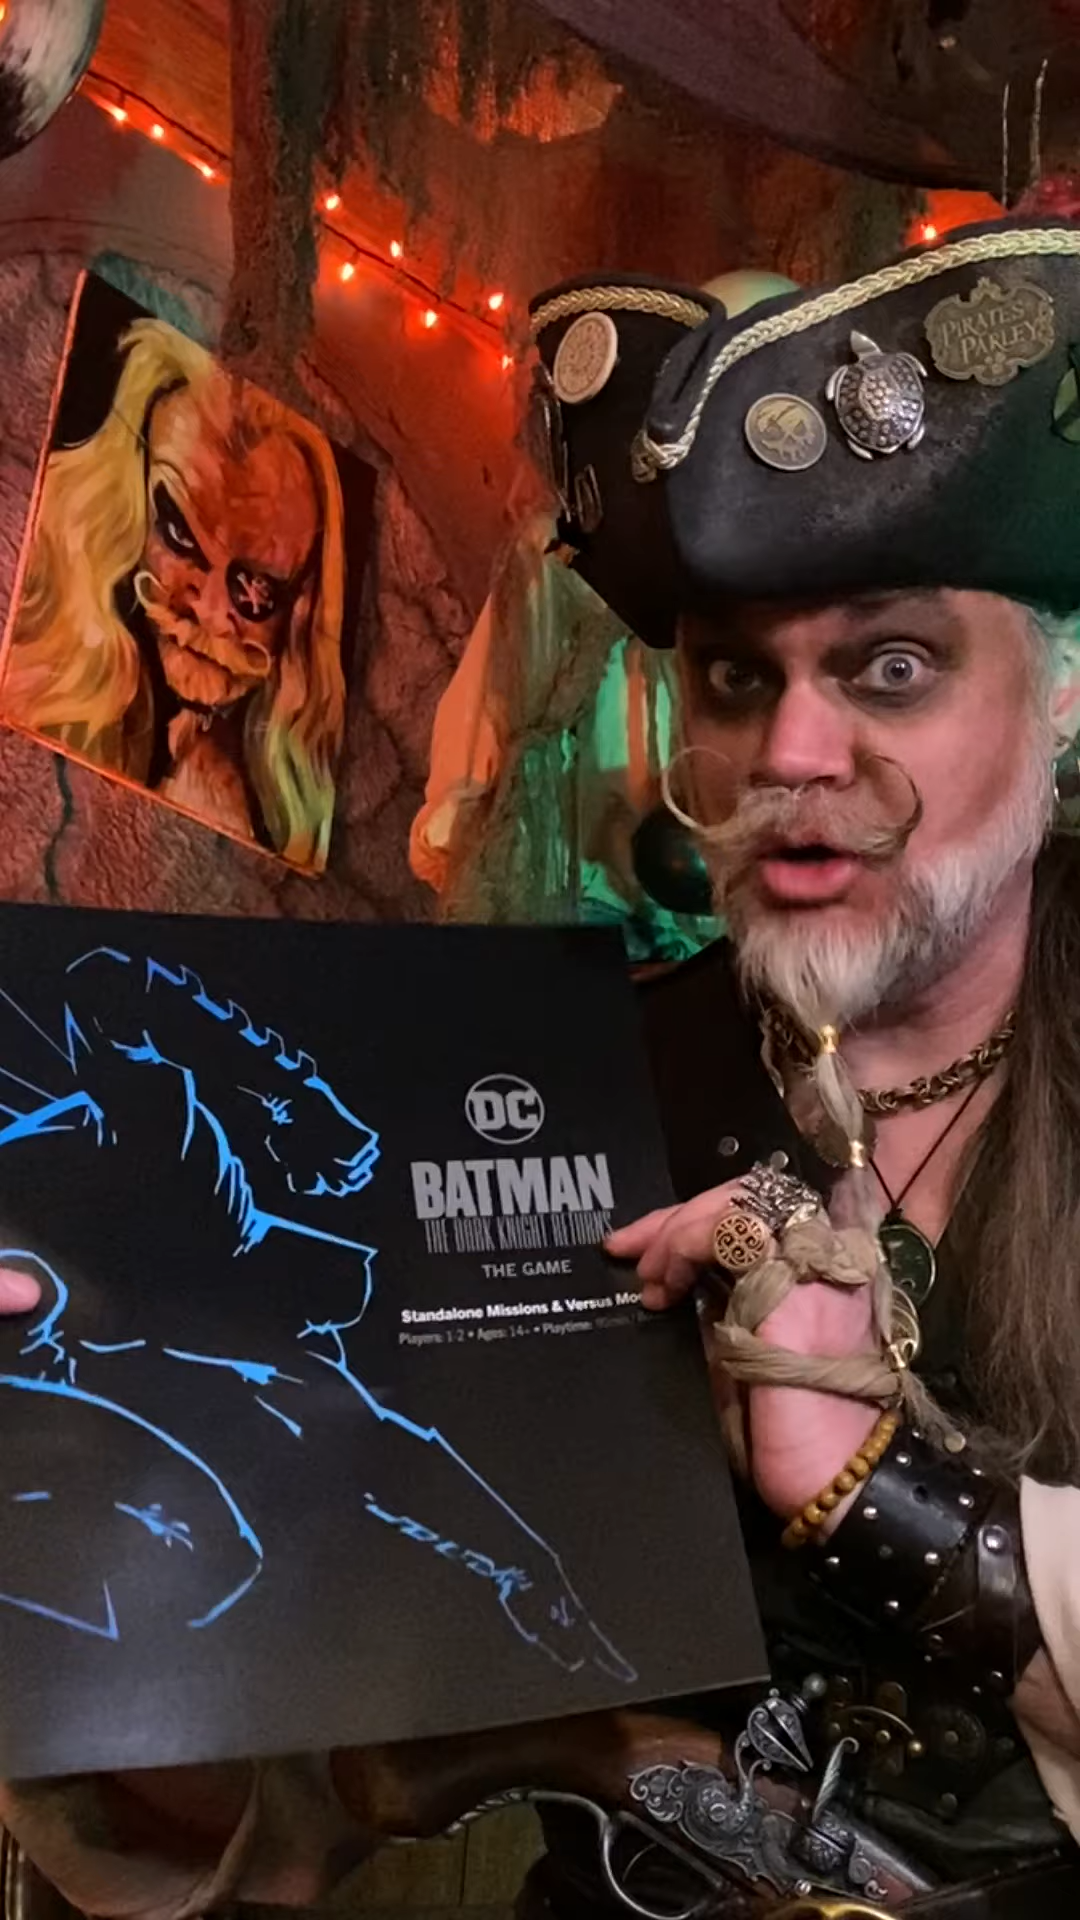 PIRATES
PARLEY
DC
BATMAN
THE DARK KNIGHT RETURNS
THE GAME
Standalone Missions & Versus
Players: 1-2 • Ages: 14+ • Playtime: